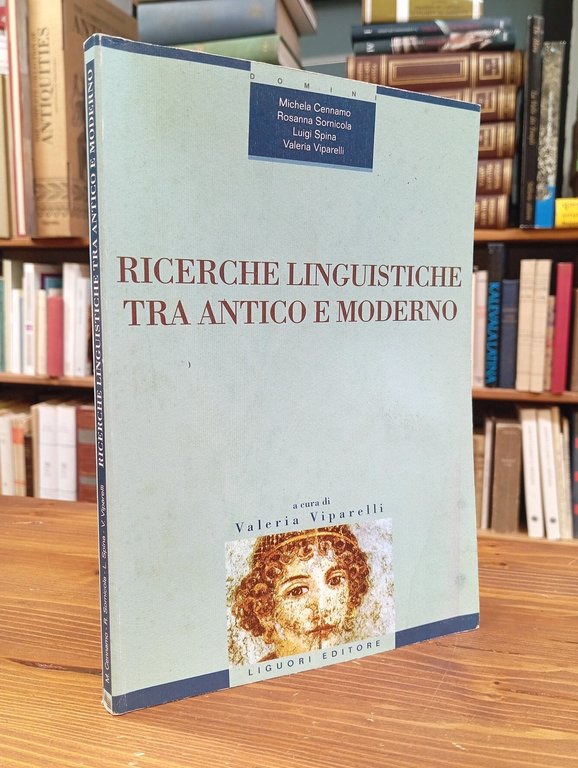 DOMINI
Michela Cennamo
Rosanna Sornicola
Luigi Spina
Valeria Viparelli
RICERCHE LINGUISTICHE
TRA ANTICO E MODERNO
a cura di
Valeria Viparelli
LIGUORI EDITORE
M. Cennamo - R. Sornicola - L. Spina - V. Viparelli
RICERCHE LINGUISTICHE TRA ANTICO E MODERNO
ANTIQUITIES
KALEVALA LATINA